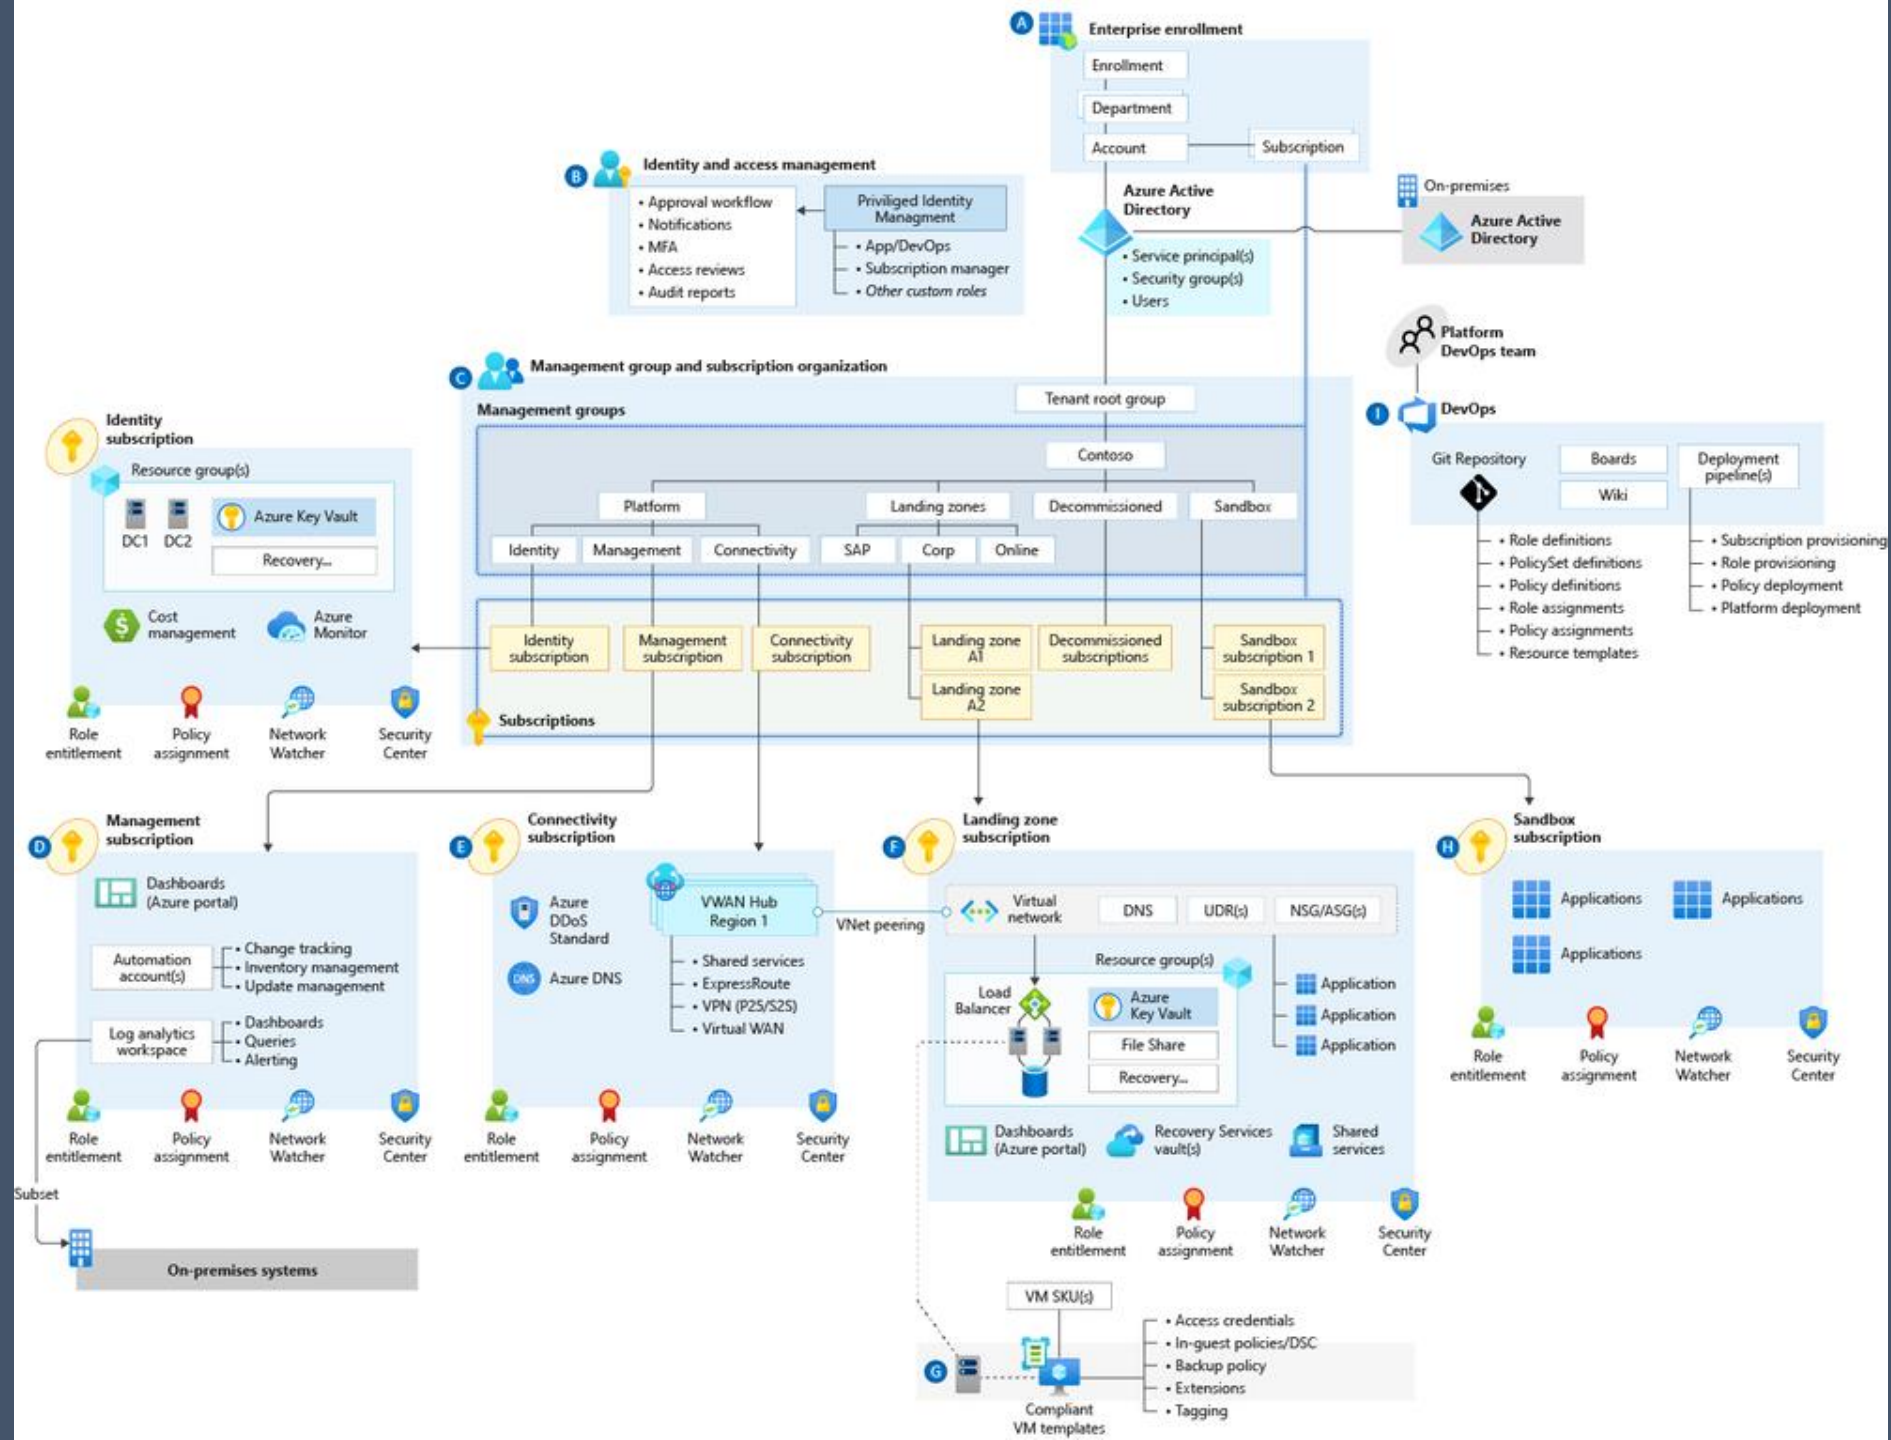 A
Enterprise enrollment
Enrollment
Department
Account
Subscription
B
Identity and access management
• Approval workflow
• Notifications
• MFA
• Access reviews
• Audit reports
Priviliged Identity
Managment
• App/DevOps
• Subscription manager
• Other custom roles
Azure Active
Directory
• Service principal(s)
• Security group(s)
• Users
On-premises
Azure Active
Directory
Platform
DevOps team
I
DevOps
Git Repository
Boards
Wiki
Deployment
pipeline(s)
• Role definitions
• PolicySet definitions
• Policy definitions
• Role assignments
• Policy assignments
• Resource templates
• Subscription provisioning
• Role provisioning
• Policy deployment
• Platform deployment
C
Management group and subscription organization
Management groups
Tenant root group
Contoso
Platform
Landing zones
Decommissioned
Sandbox
Identity
Management
Connectivity
SAP
Corp
Online
Identity
subscription
Management
subscription
Connectivity
subscription
Landing zone
A1
Landing zone
A2
Decommissioned
subscriptions
Sandbox
subscription 1
Sandbox
subscription 2
Subscriptions
Identity
subscription
Resource group(s)
DC1
DC2
Azure Key Vault
Recovery...
Cost
management
Azure
Monitor
Role
entitlement
Policy
assignment
Network
Watcher
Security
Center
D
Management
subscription
Dashboards
(Azure portal)
Automation
account(s)
• Change tracking
• Inventory management
• Update management
Log analytics
workspace
• Dashboards
• Queries
• Alerting
Role
entitlement
Policy
assignment
Network
Watcher
Security
Center
Subset
On-premises systems
E
Connectivity
subscription
Azure
DDoS
Standard
DNS
Azure DNS
VWAN Hub
Region 1
• Shared services
• ExpressRoute
• VPN (P2S/S2S)
• Virtual WAN
VNet peering
Role
entitlement
Policy
assignment
Network
Watcher
Security
Center
F
Landing zone
subscription
Virtual
network
DNS
UDR(s)
NSG/ASG(s)
Resource group(s)
Load
Balancer
Azure
Key Vault
File Share
Recovery...
Application
Application
Application
Dashboards
(Azure portal)
Recovery Services
vault(s)
Shared
services
Role
entitlement
Policy
assignment
Network
Watcher
Security
Center
H
Sandbox
subscription
Applications
Applications
Applications
Role
entitlement
Policy
assignment
Network
Watcher
Security
Center
G
VM SKU(s)
Compliant
VM templates
• Access credentials
• In-guest policies/DSC
• Backup policy
• Extensions
• Tagging